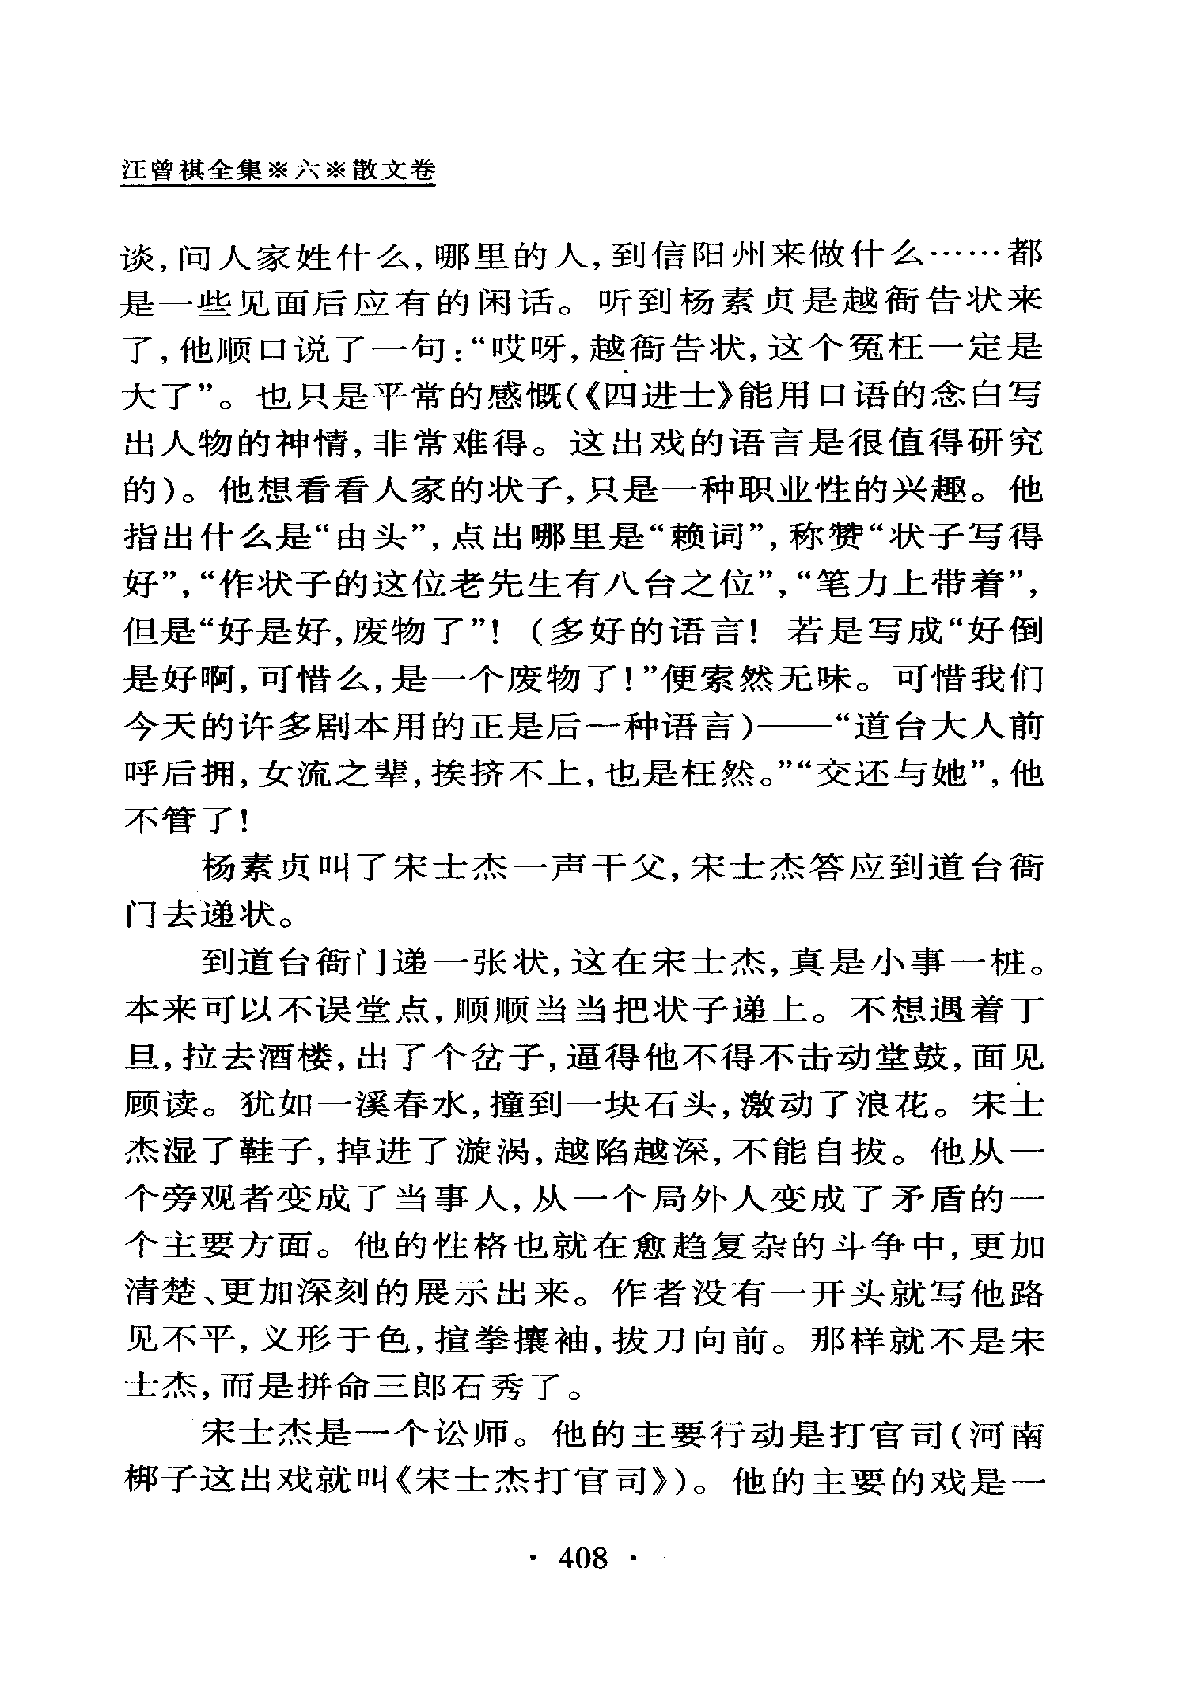 汪曾祺全集※六※散文卷
谈,问人家姓什么,哪里的人,到信阳州来做什么……都
是一些见面后应有的闲话。听到杨素贞是越衙告状来
了,他顺口说了一句:“哎呀,越衙告状,这个冤枉一定是
大了”。也只是平常的感慨(《四进士》能用口语的念白写
出人物的神情,非常难得。这出戏的语言是很值得研究
的)。他想看看人家的状子,只是一种职业性的兴趣。他
指出什么是“由头”,点出哪里是“赖词”,称赞“状子写得
好”,“作状子的这位老先生有八台之位”,“笔力上带着”,
但是“好是好,废物了”!(多好的语言!若是写成“好倒
是好啊,可惜么,是一个废物了!”便索然无味。可惜我们
今天的许多剧本用的正是后一种语言)——“道台大人前
呼后拥,女流之辈,挨挤不上,也是枉然。”“交还与她”,他
不管了!
杨素贞叫了宋士杰一声干父,宋士杰答应到道台衙
门去递状。
到道台衙门递一张状,这在宋士杰,真是小事一桩。
本来可以不误堂点,顺顺当当把状子递上。不想遇着丁
旦,拉去酒楼,出了个岔子,逼得他不得不击动堂鼓,面见
顾读。犹如一溪春水,撞到一块石头,激动了浪花。宋士
杰湿了鞋子,掉进了漩涡,越陷越深,不能自拔。他从一
个旁观者变成了当事人,从一个局外人变成了矛盾的一
个主要方面。他的性格也就在愈趋复杂的斗争中,更加
清楚、更加深刻的展示出来。作者没有一开头就写他路
见不平,义形于色,揎拳攘袖,拔刀向前。那样就不是宋
士杰,而是拼命三郎石秀了。
宋士杰是一个讼师。他的主要行动是打官司(河南
梆子这出戏就叫《宋士杰打官司》)。他的主要的戏是一
· 408 ·